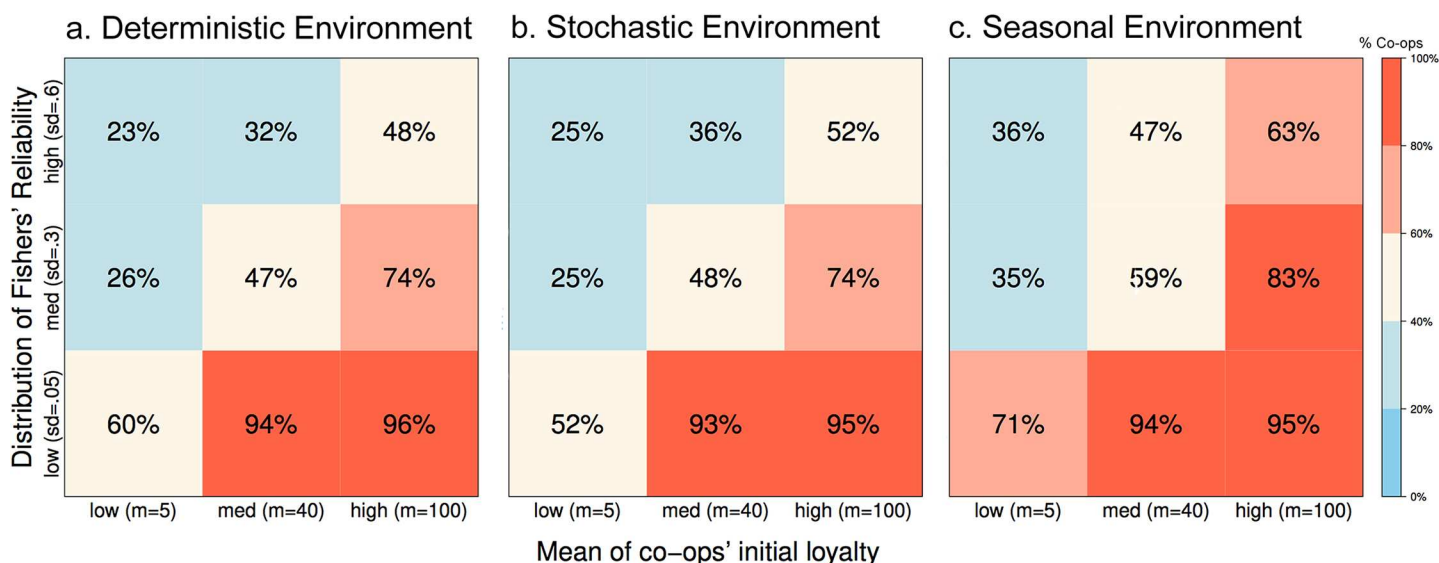 a. Deterministic Environment
b. Stochastic Environment
c. Seasonal Environment
% Co-ops
Distribution of Fishers' Reliability
high (sd=.6)
23%
32%
48%
25%
36%
52%
36%
47%
63%
med (sd=.3)
26%
47%
74%
25%
48%
74%
35%
59%
83%
low (sd=.05)
60%
94%
96%
52%
93%
95%
71%
94%
95%
100%
80%
60%
40%
20%
0%
low (m=5)
med (m=40)
high (m=100)
low (m=5)
med (m=40)
high (m=100)
low (m=5)
med (m=40)
high (m=100)
Mean of co−ops' initial loyalty